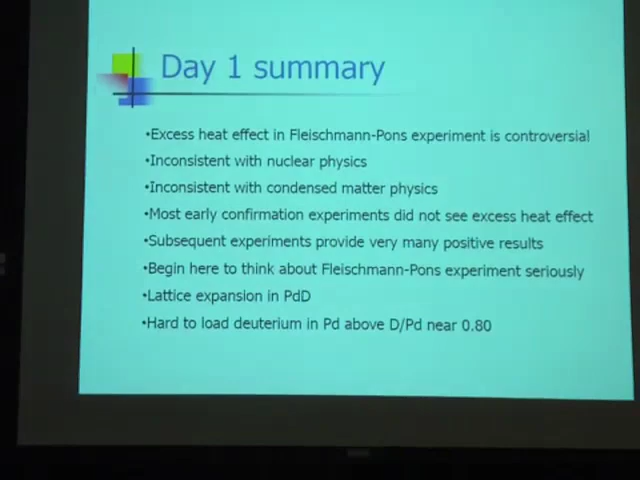 Day 1 summary
•Excess heat effect in Fleischmann-Pons experiment is controversial
•Inconsistent with nuclear physics
•Inconsistent with condensed matter physics
•Most early confirmation experiments did not see excess heat effect
•Subsequent experiments provide very many positive results
•Begin here to think about Fleischmann-Pons experiment seriously
•Lattice expansion in PdD
•Hard to load deuterium in Pd above D/Pd near 0.80